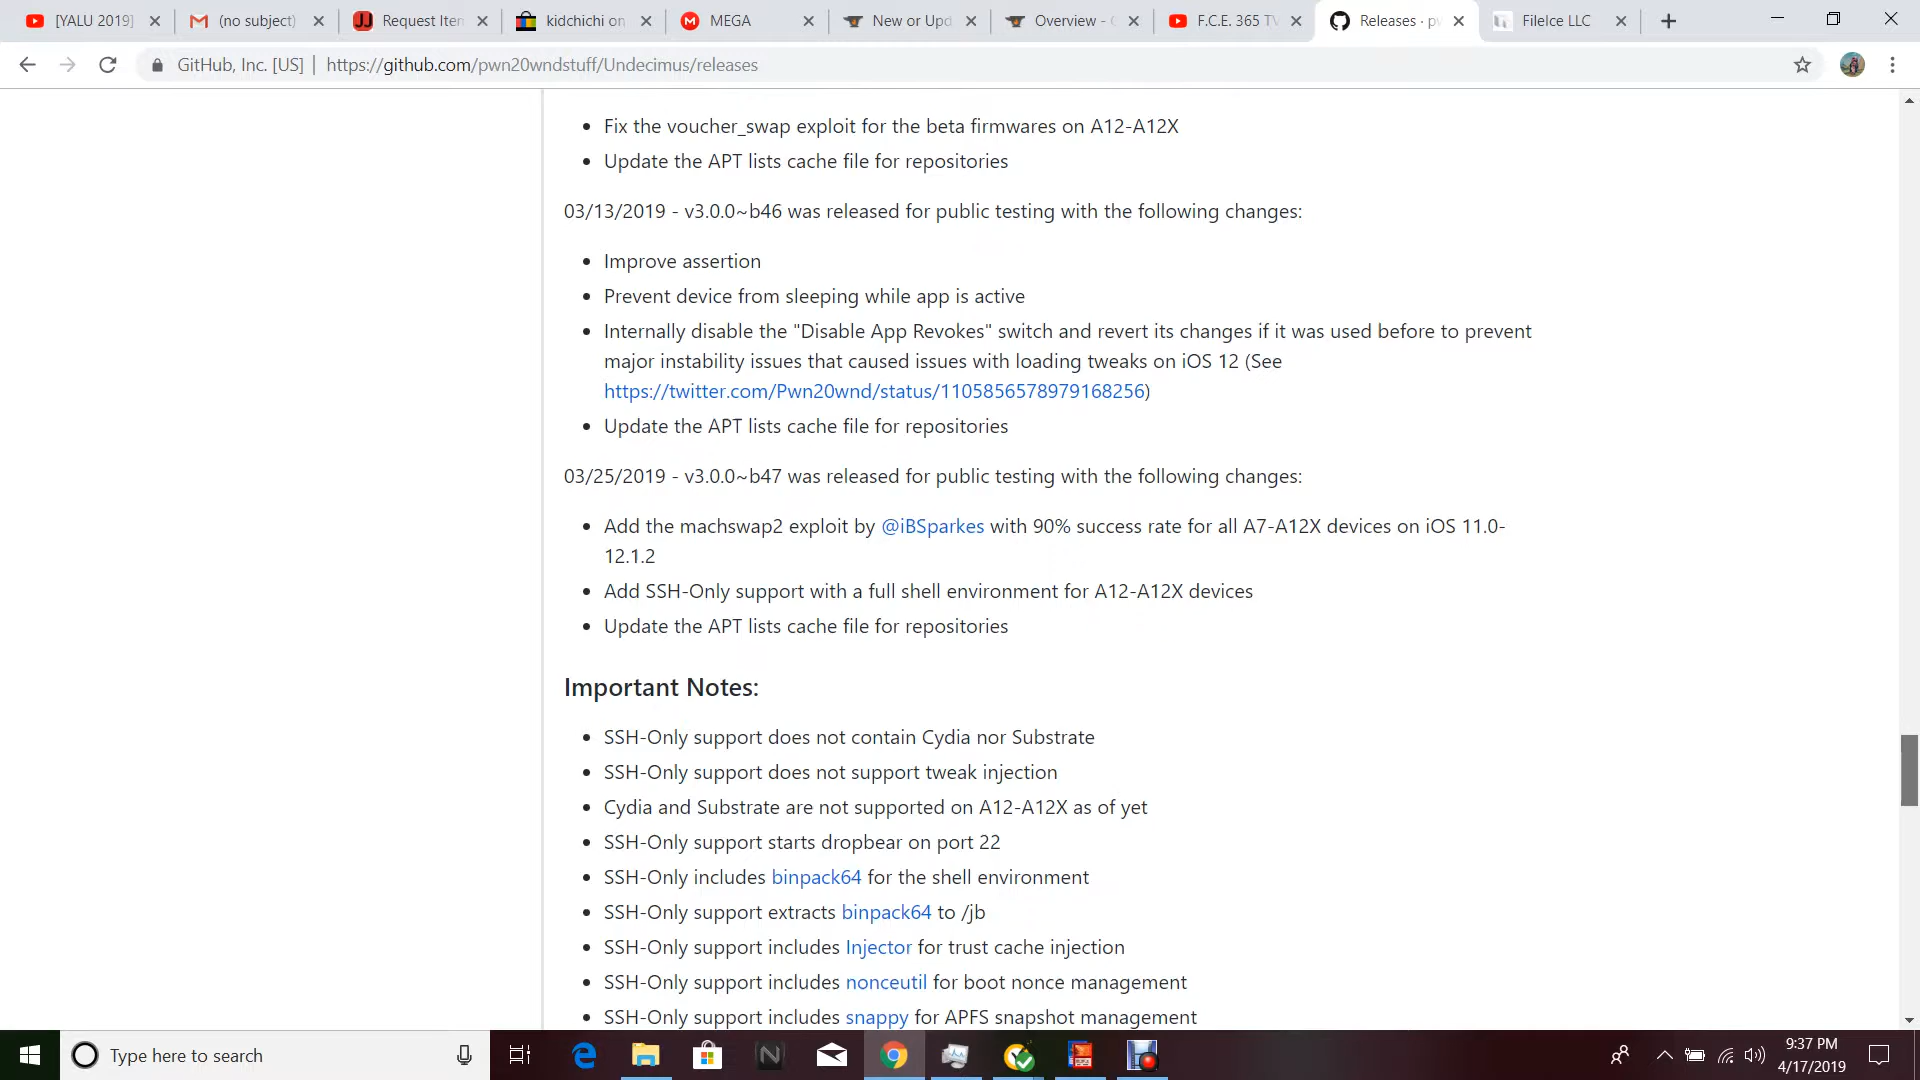 [YALU 2019]
(no subject)
Request Iter
kidchichi on
MEGA
New or Upd
Overview -
F.C.E. 365 TV
Releases · pw
FileIce LLC
GitHub, Inc. [US] | https://github.com/pwn20wndstuff/Undecimus/releases
Fix the voucher_swap exploit for the beta firmwares on A12-A12X
Update the APT lists cache file for repositories
03/13/2019 - v3.0.0~b46 was released for public testing with the following changes:
Improve assertion
Prevent device from sleeping while app is active
Internally disable the "Disable App Revokes" switch and revert its changes if it was used before to prevent
major instability issues that caused issues with loading tweaks on iOS 12 (See
https://twitter.com/Pwn20wnd/status/1105856578979168256)
Update the APT lists cache file for repositories
03/25/2019 - v3.0.0~b47 was released for public testing with the following changes:
Add the machswap2 exploit by @iBSparkes with 90% success rate for all A7-A12X devices on iOS 11.0-
12.1.2
Add SSH-Only support with a full shell environment for A12-A12X devices
Update the APT lists cache file for repositories
Important Notes:
SSH-Only support does not contain Cydia nor Substrate
SSH-Only support does not support tweak injection
Cydia and Substrate are not supported on A12-A12X as of yet
SSH-Only support starts dropbear on port 22
SSH-Only includes binpack64 for the shell environment
SSH-Only support extracts binpack64 to /jb
SSH-Only support includes Injector for trust cache injection
SSH-Only support includes nonceutil for boot nonce management
SSH-Only support includes snappy for APFS snapshot management
Type here to search
9:37 PM
4/17/2019